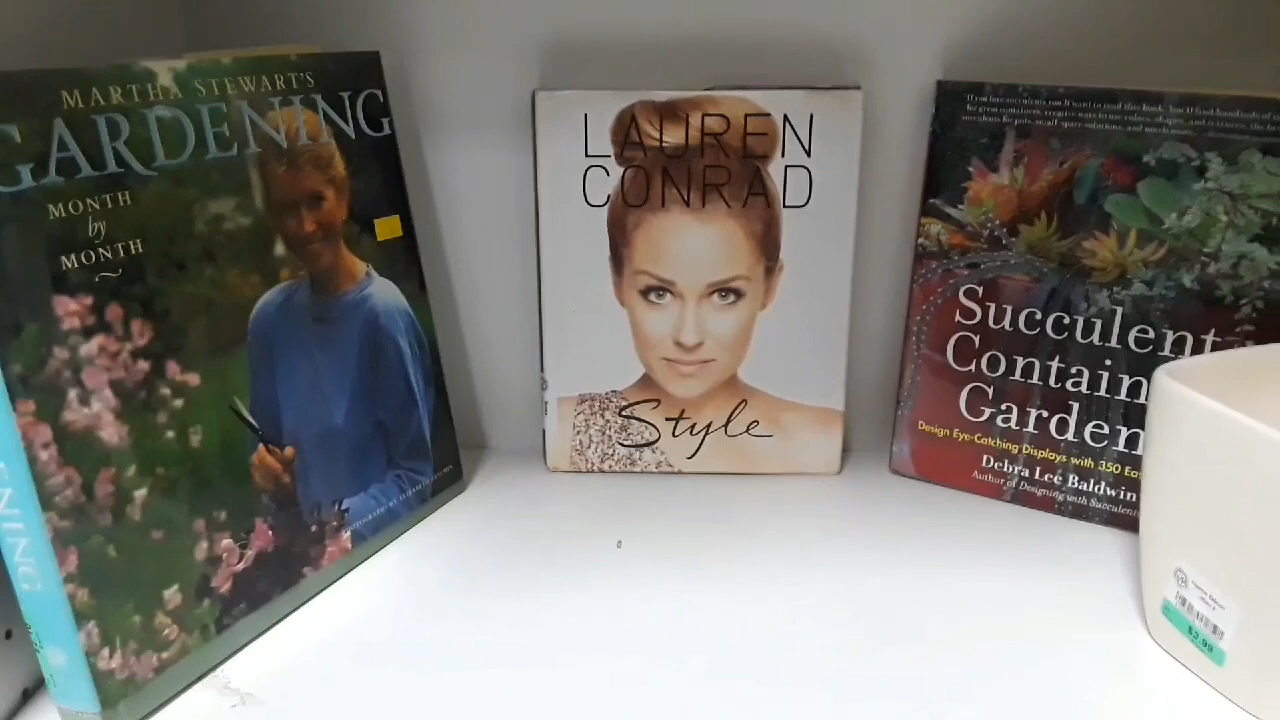 MARTHA STEWART'S
GARDENING
MONTH
by
MONTH
ENING
LAUREN
CONRAD
Style
Succulent
Contain
Garden
Design Eye-Catching Displays with 350 Eas
Debra Lee Baldwin
Author of Designing with Succulents
$3.99